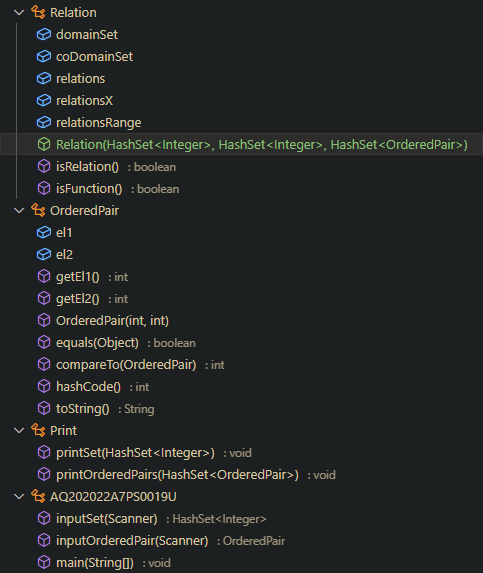 Relation
domainSet
coDomainSet
relations
relationsX
relationsRange
Relation(HashSet<Integer>, HashSet<Integer>, HashSet<OrderedPair>)
isRelation() : boolean
isFunction() : boolean
OrderedPair
el1
el2
getEl1() : int
getEl2() : int
OrderedPair(int, int)
equals(Object) : boolean
compareTo(OrderedPair) : int
hashCode() : int
toString() : String
Print
printSet(HashSet<Integer>) : void
printOrderedPairs(HashSet<OrderedPair>) : void
AQ202022A7PS0019U
inputSet(Scanner) : HashSet<Integer>
inputOrderedPair(Scanner) : OrderedPair
main(String[]) : void